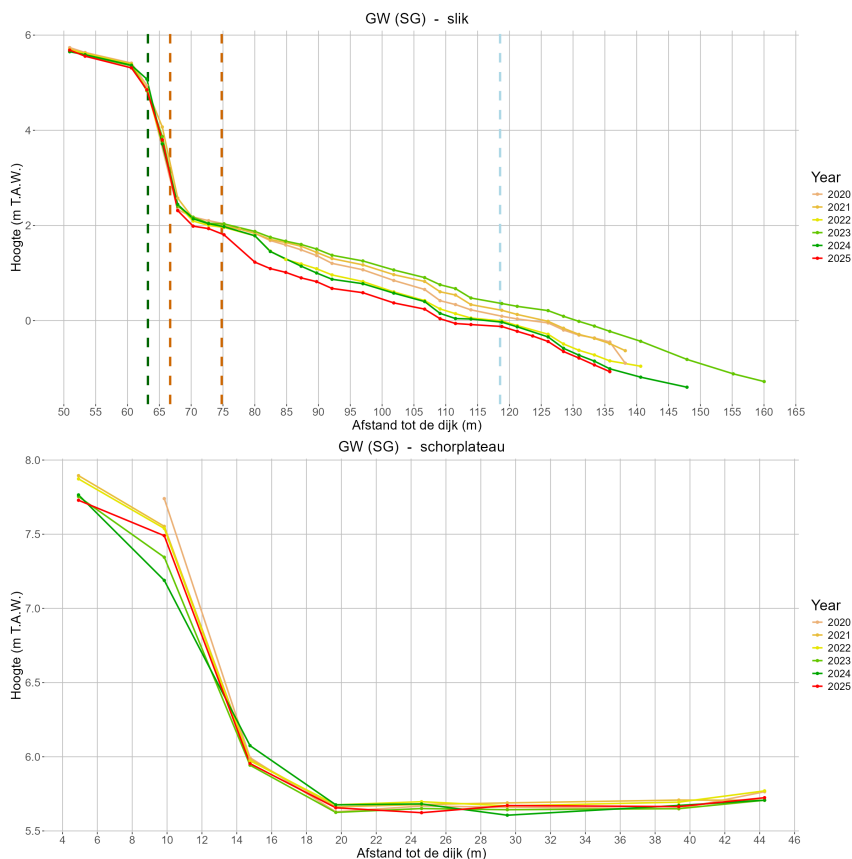 GW (SG)  -  slik
Hoogte (m T.A.W.)
6
4
2
0
50 55 60 65 70 75 80 85 90 95 100 105 110 115 120 125 130 135 140 145 150 155 160 165
Afstand tot de dijk (m)
Year
2020
2021
2022
2023
2024
2025
GW (SG)  -  schorplateau
Hoogte (m T.A.W.)
8.0
7.5
7.0
6.5
6.0
5.5
4 6 8 10 12 14 16 18 20 22 24 26 28 30 32 34 36 38 40 42 44 46
Afstand tot de dijk (m)
Year
2020
2021
2022
2023
2024
2025